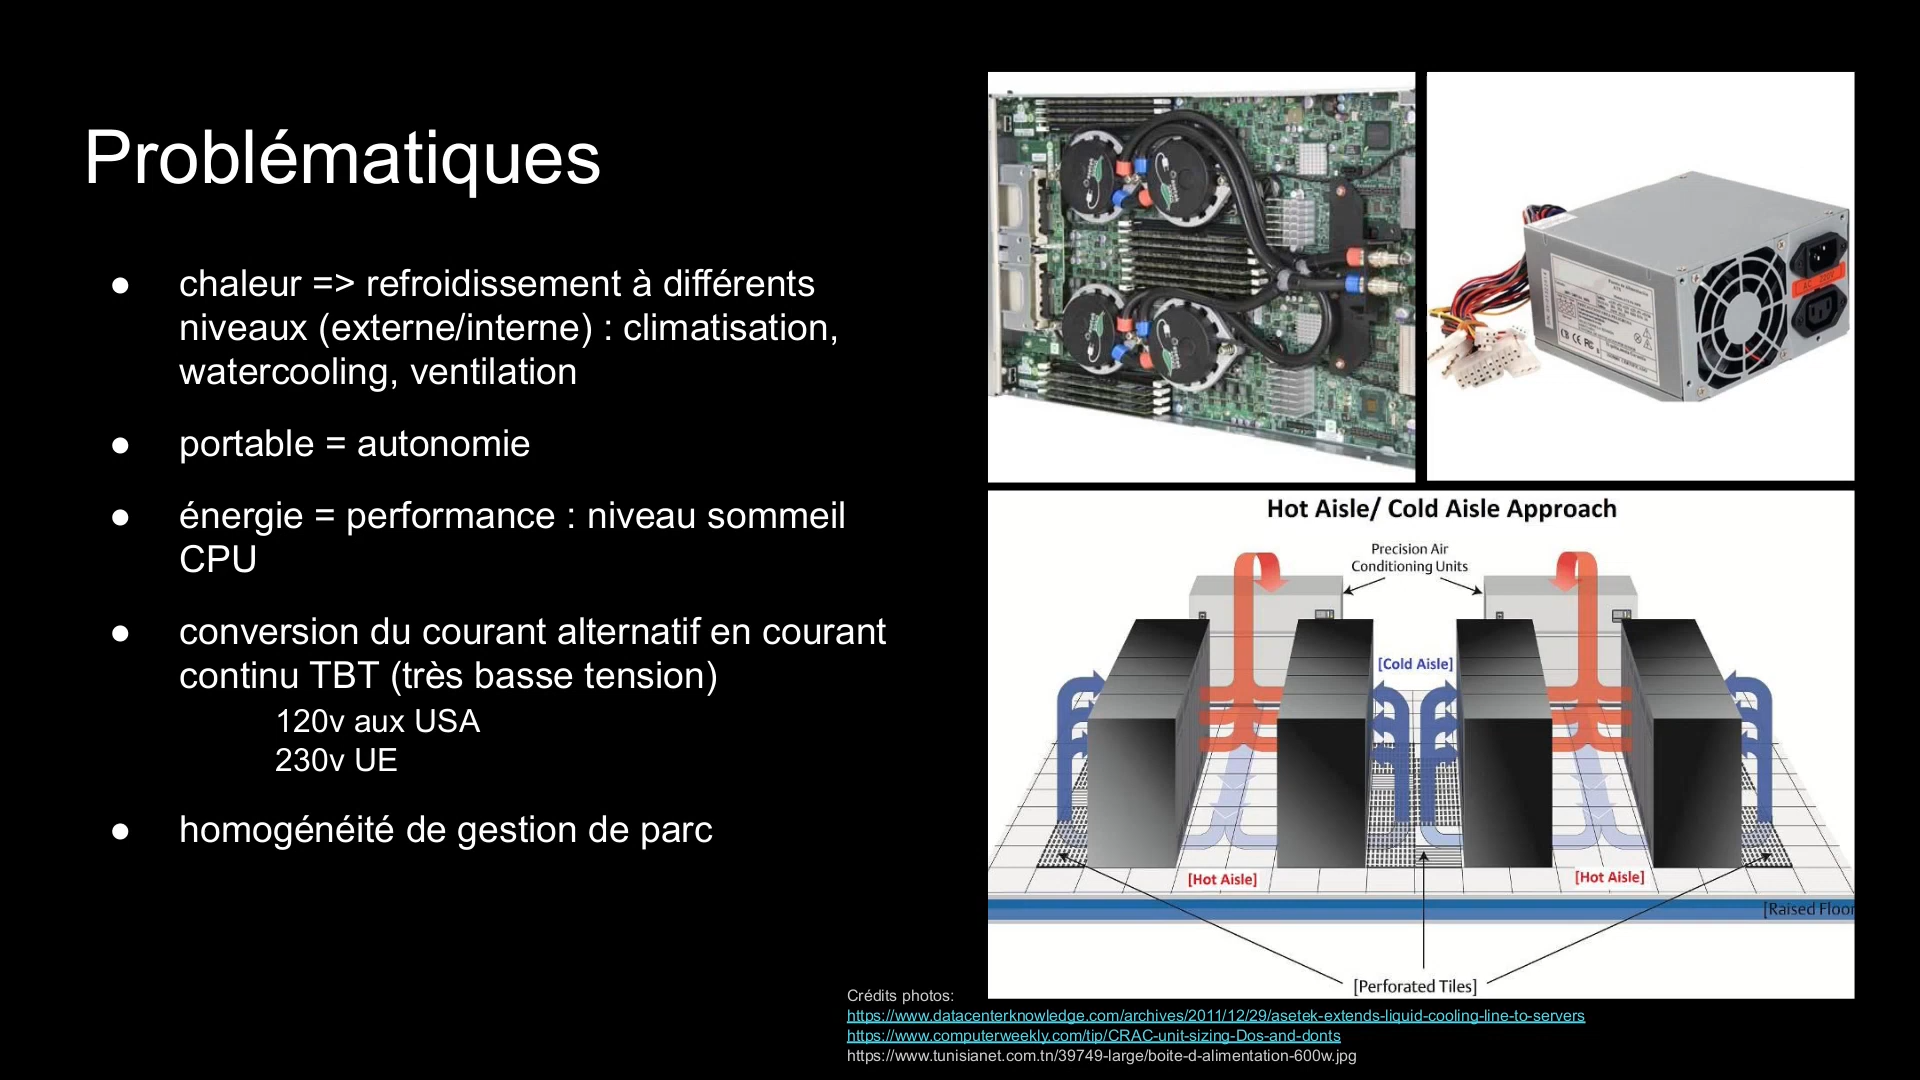 Problématiques
● chaleur => refroidissement à différents
niveaux (externe/interne) : climatisation,
watercooling, ventilation
● portable = autonomie
● énergie = performance : niveau sommeil
CPU
● conversion du courant alternatif en courant
continu TBT (très basse tension)
120v aux USA
230v UE
● homogénéité de gestion de parc
Hot Aisle/ Cold Aisle Approach
Precision Air
Conditioning Units
[Cold Aisle]
[Hot Aisle]
[Hot Aisle]
[Raised Floor
[Perforated Tiles]
Crédits photos:
https://www.datacenterknowledge.com/archives/2011/12/29/asetek-extends-liquid-cooling-line-to-servers
https://www.computerweekly.com/tip/CRAC-unit-sizing-Dos-and-donts
https://www.tunisianet.com.tn/39749-large/boite-d-alimentation-600w.jpg